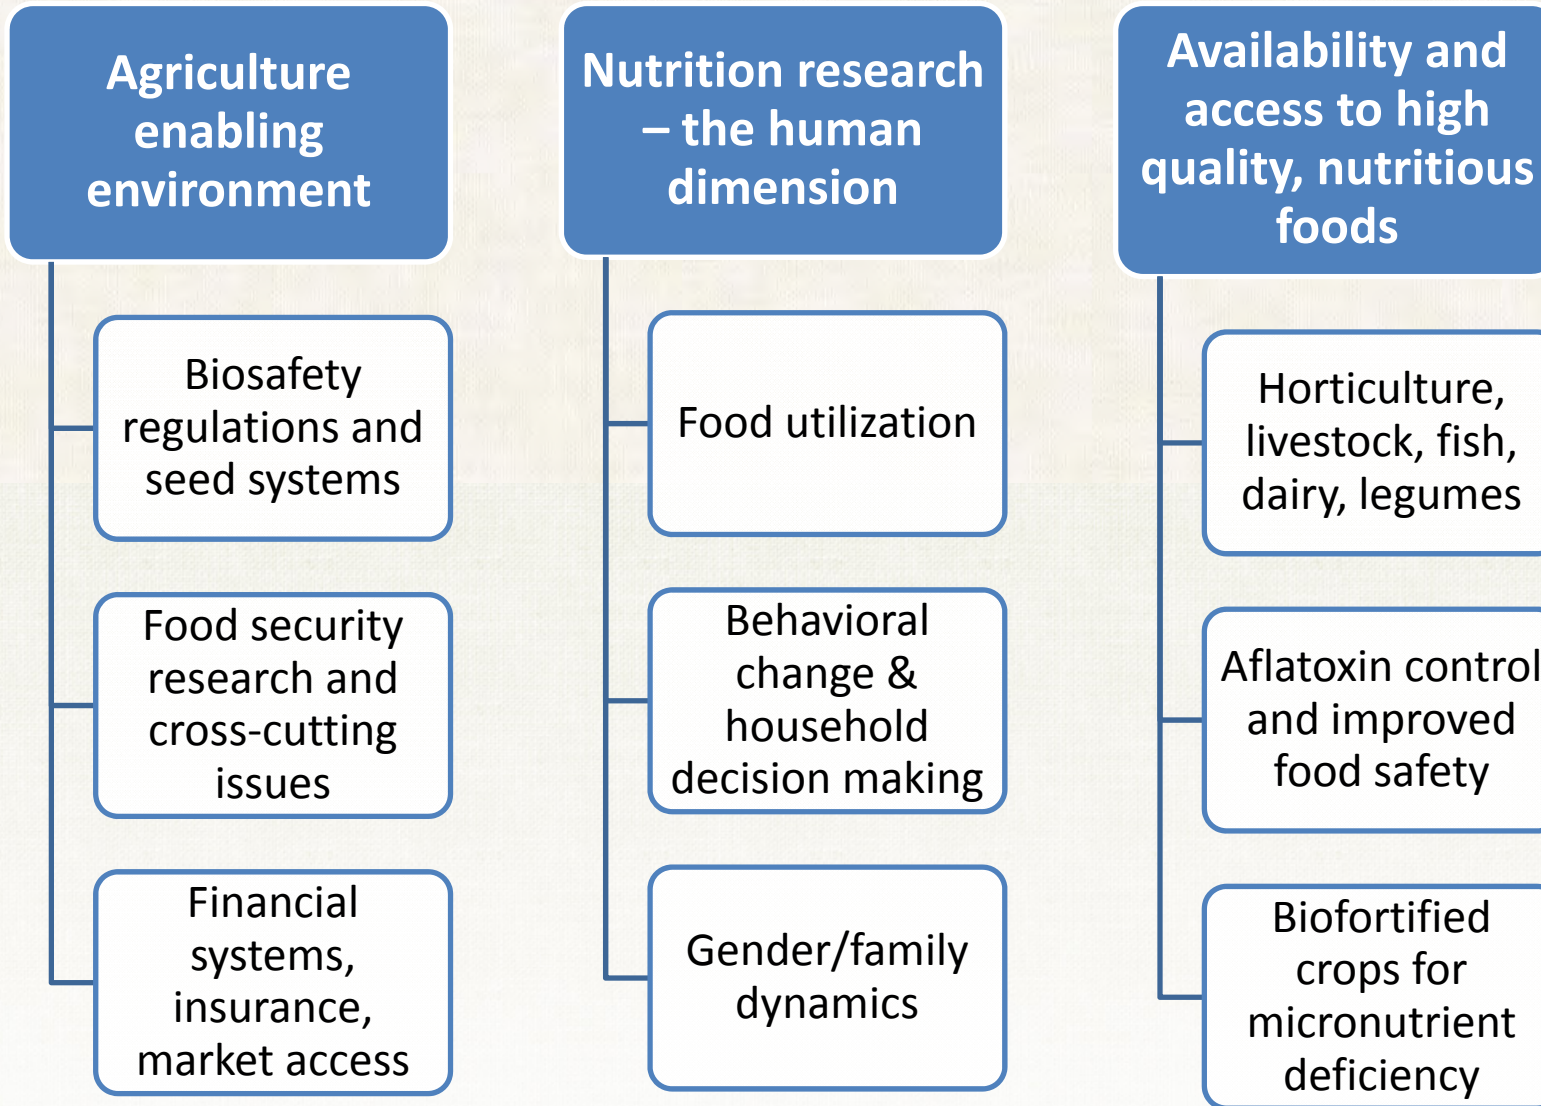 Agriculture
enabling
environment
Biosafety
regulations and
seed systems
Food security
research and
cross-cutting
issues
Financial
systems,
insurance,
market access
Nutrition research
– the human
dimension
Food utilization
Behavioral
change &
household
decision making
Gender/family
dynamics
Availability and
access to high
quality, nutritious
foods
Horticulture,
livestock, fish,
dairy, legumes
Aflatoxin control
and improved
food safety
Biofortified
crops for
micronutrient
deficiency